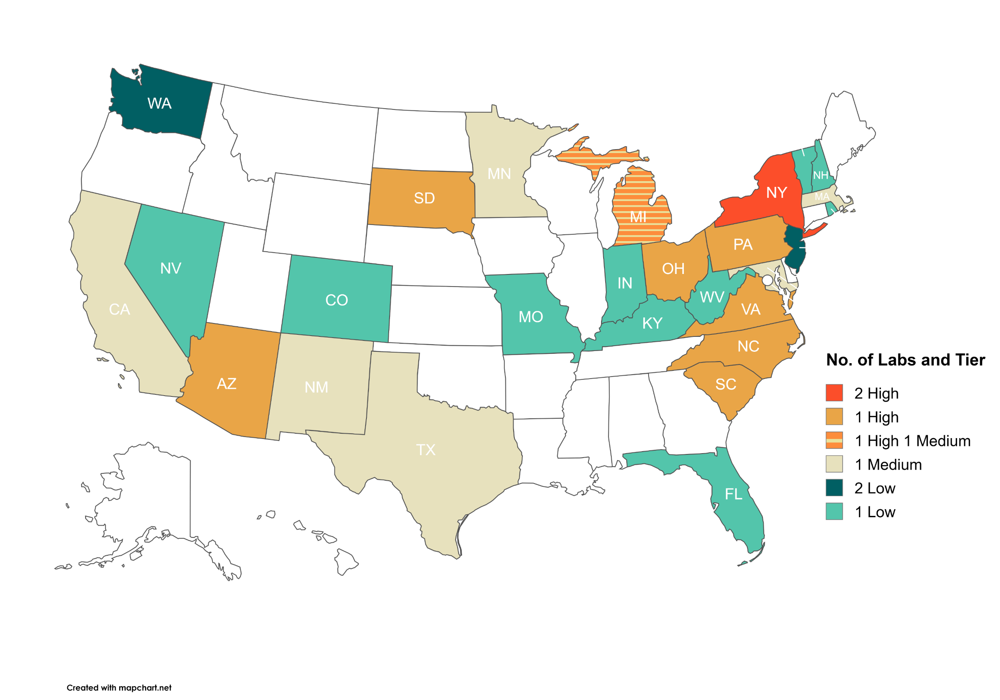 WA
MN
NH
NY
MA
SD
MI
PA
OH
NV
IN
WV
CO
CA
VA
MO
KY
NC
No. of Labs and Tier
AZ
NM
SC
2 High
1 High
1 High 1 Medium
TX
1 Medium
2 Low
FL
1 Low
Created with mapchart.net